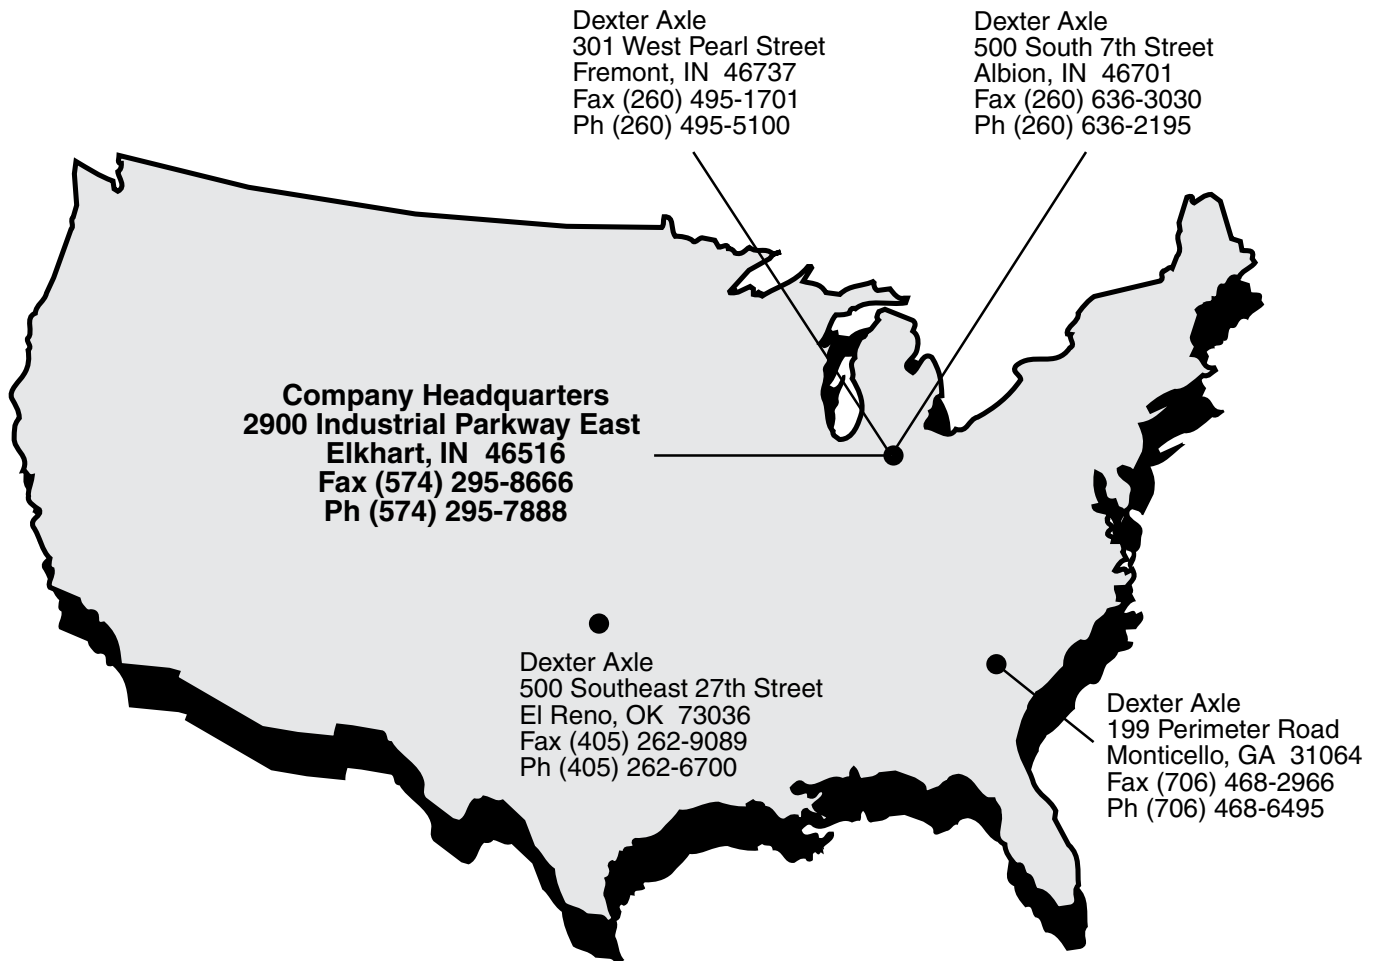 Dexter Axle
301 West Pearl Street
Fremont, IN  46737
Fax (260) 495-1701
Ph (260) 495-5100
Dexter Axle
500 South 7th Street
Albion, IN  46701
Fax (260) 636-3030
Ph (260) 636-2195
Company Headquarters
2900 Industrial Parkway East
Elkhart, IN  46516
Fax (574) 295-8666
Ph (574) 295-7888
Dexter Axle
500 Southeast 27th Street
El Reno, OK  73036
Fax (405) 262-9089
Ph (405) 262-6700
Dexter Axle
199 Perimeter Road
Monticello, GA  31064
Fax (706) 468-2966
Ph (706) 468-6495